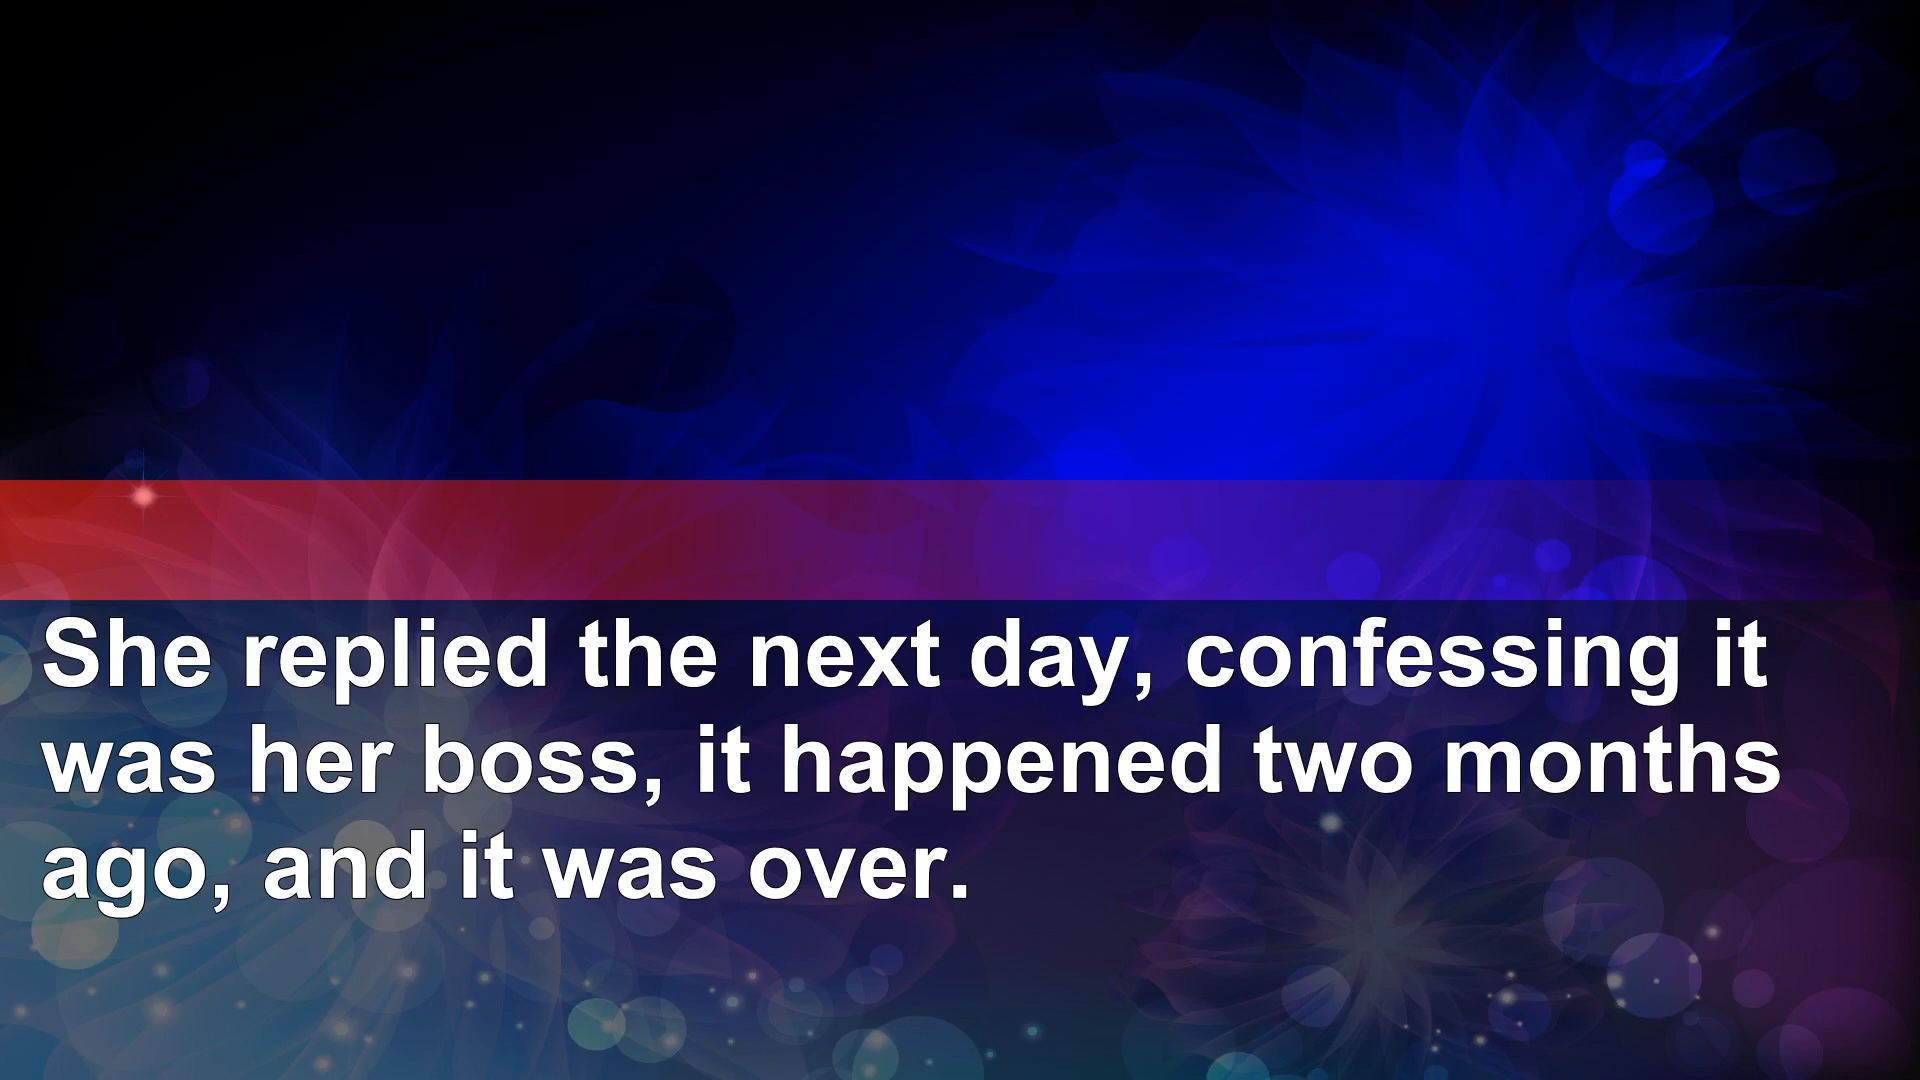 She replied the next day, confessing it
was her boss, it happened two months
ago, and it was over.